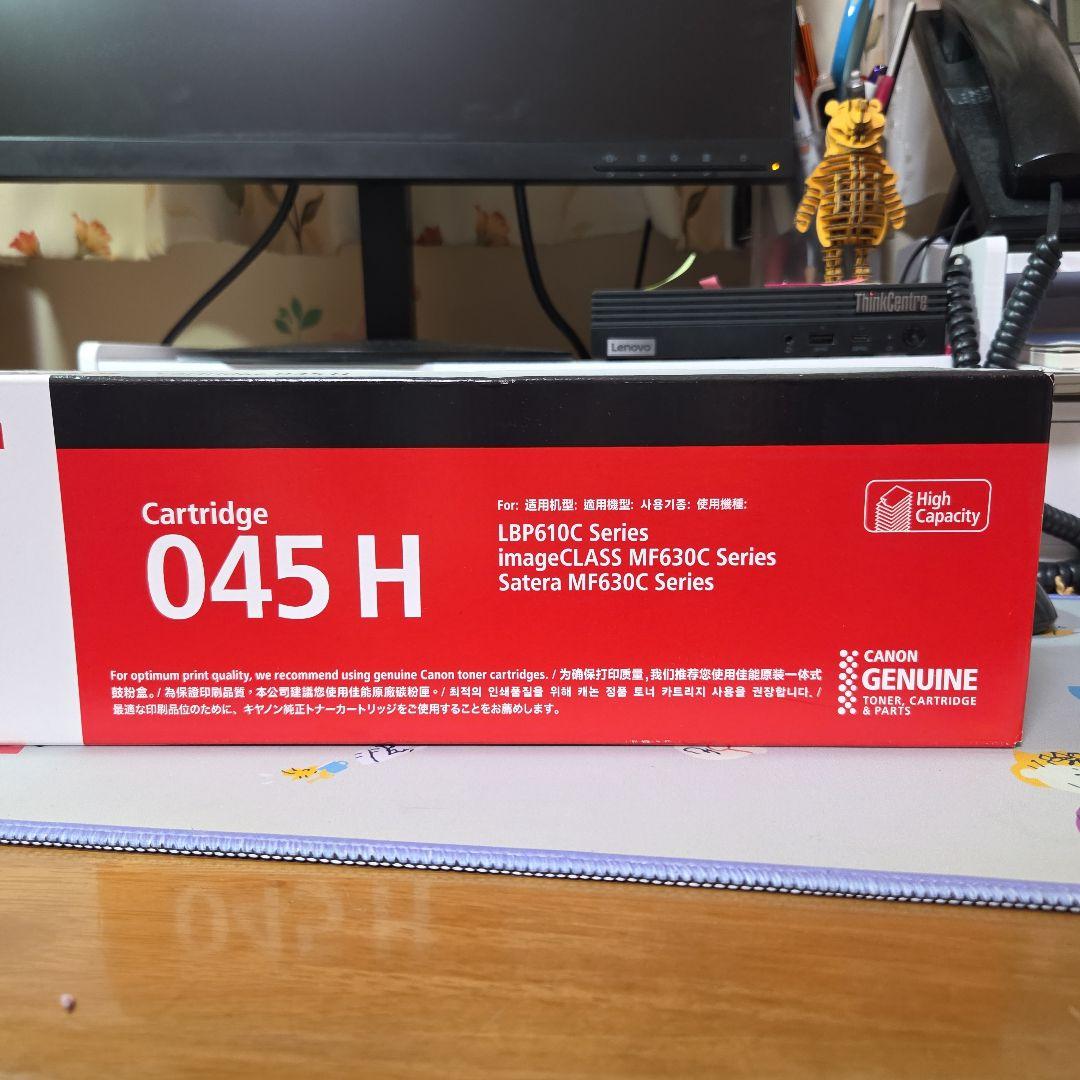 ThinkCentre
Lenovo
Cartridge
045 H
For: 适用机型: 適用機型: 사용기종: 使用機種:
LBP610C Series
imageCLASS MF630C Series
Satera MF630C Series
High
Capacity
For optimum print quality, we recommend using genuine Canon toner cartridges. / 为确保打印质量,我们推荐您使用佳能原装一体式
鼓粉盒。/ 為保證印刷品質,本公司建議您使用佳能原廠碳粉匣。/ 최적의 인쇄품질을 위해 캐논 정품 토너 카트리지 사용을 권장합니다. /
最適な印刷品位のために、キヤノン純正トナーカートリッジをご使用することをお薦めします。
CANON
GENUINE
TONER, CARTRIDGE
& PARTS